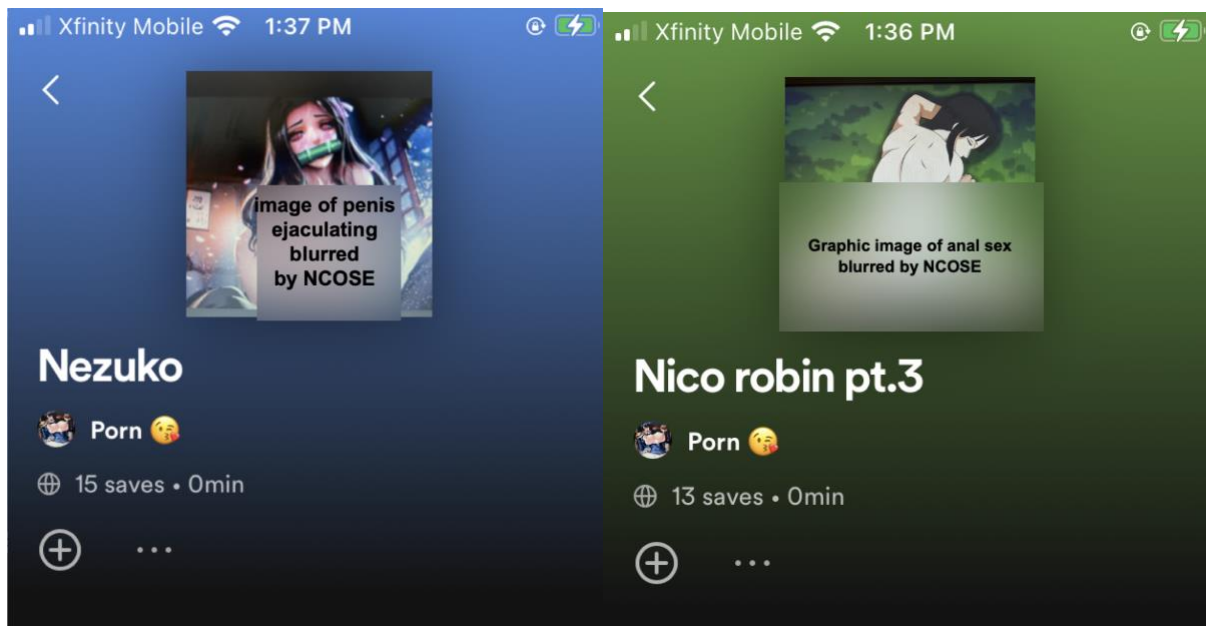 Xfinity Mobile 1:37 PM
image of penis
ejaculating
blurred
by NCOSE
Nezuko
Porn 😘
15 saves • 0min
Xfinity Mobile 1:36 PM
Graphic image of anal sex
blurred by NCOSE
Nico robin pt.3
Porn 😘
13 saves • 0min